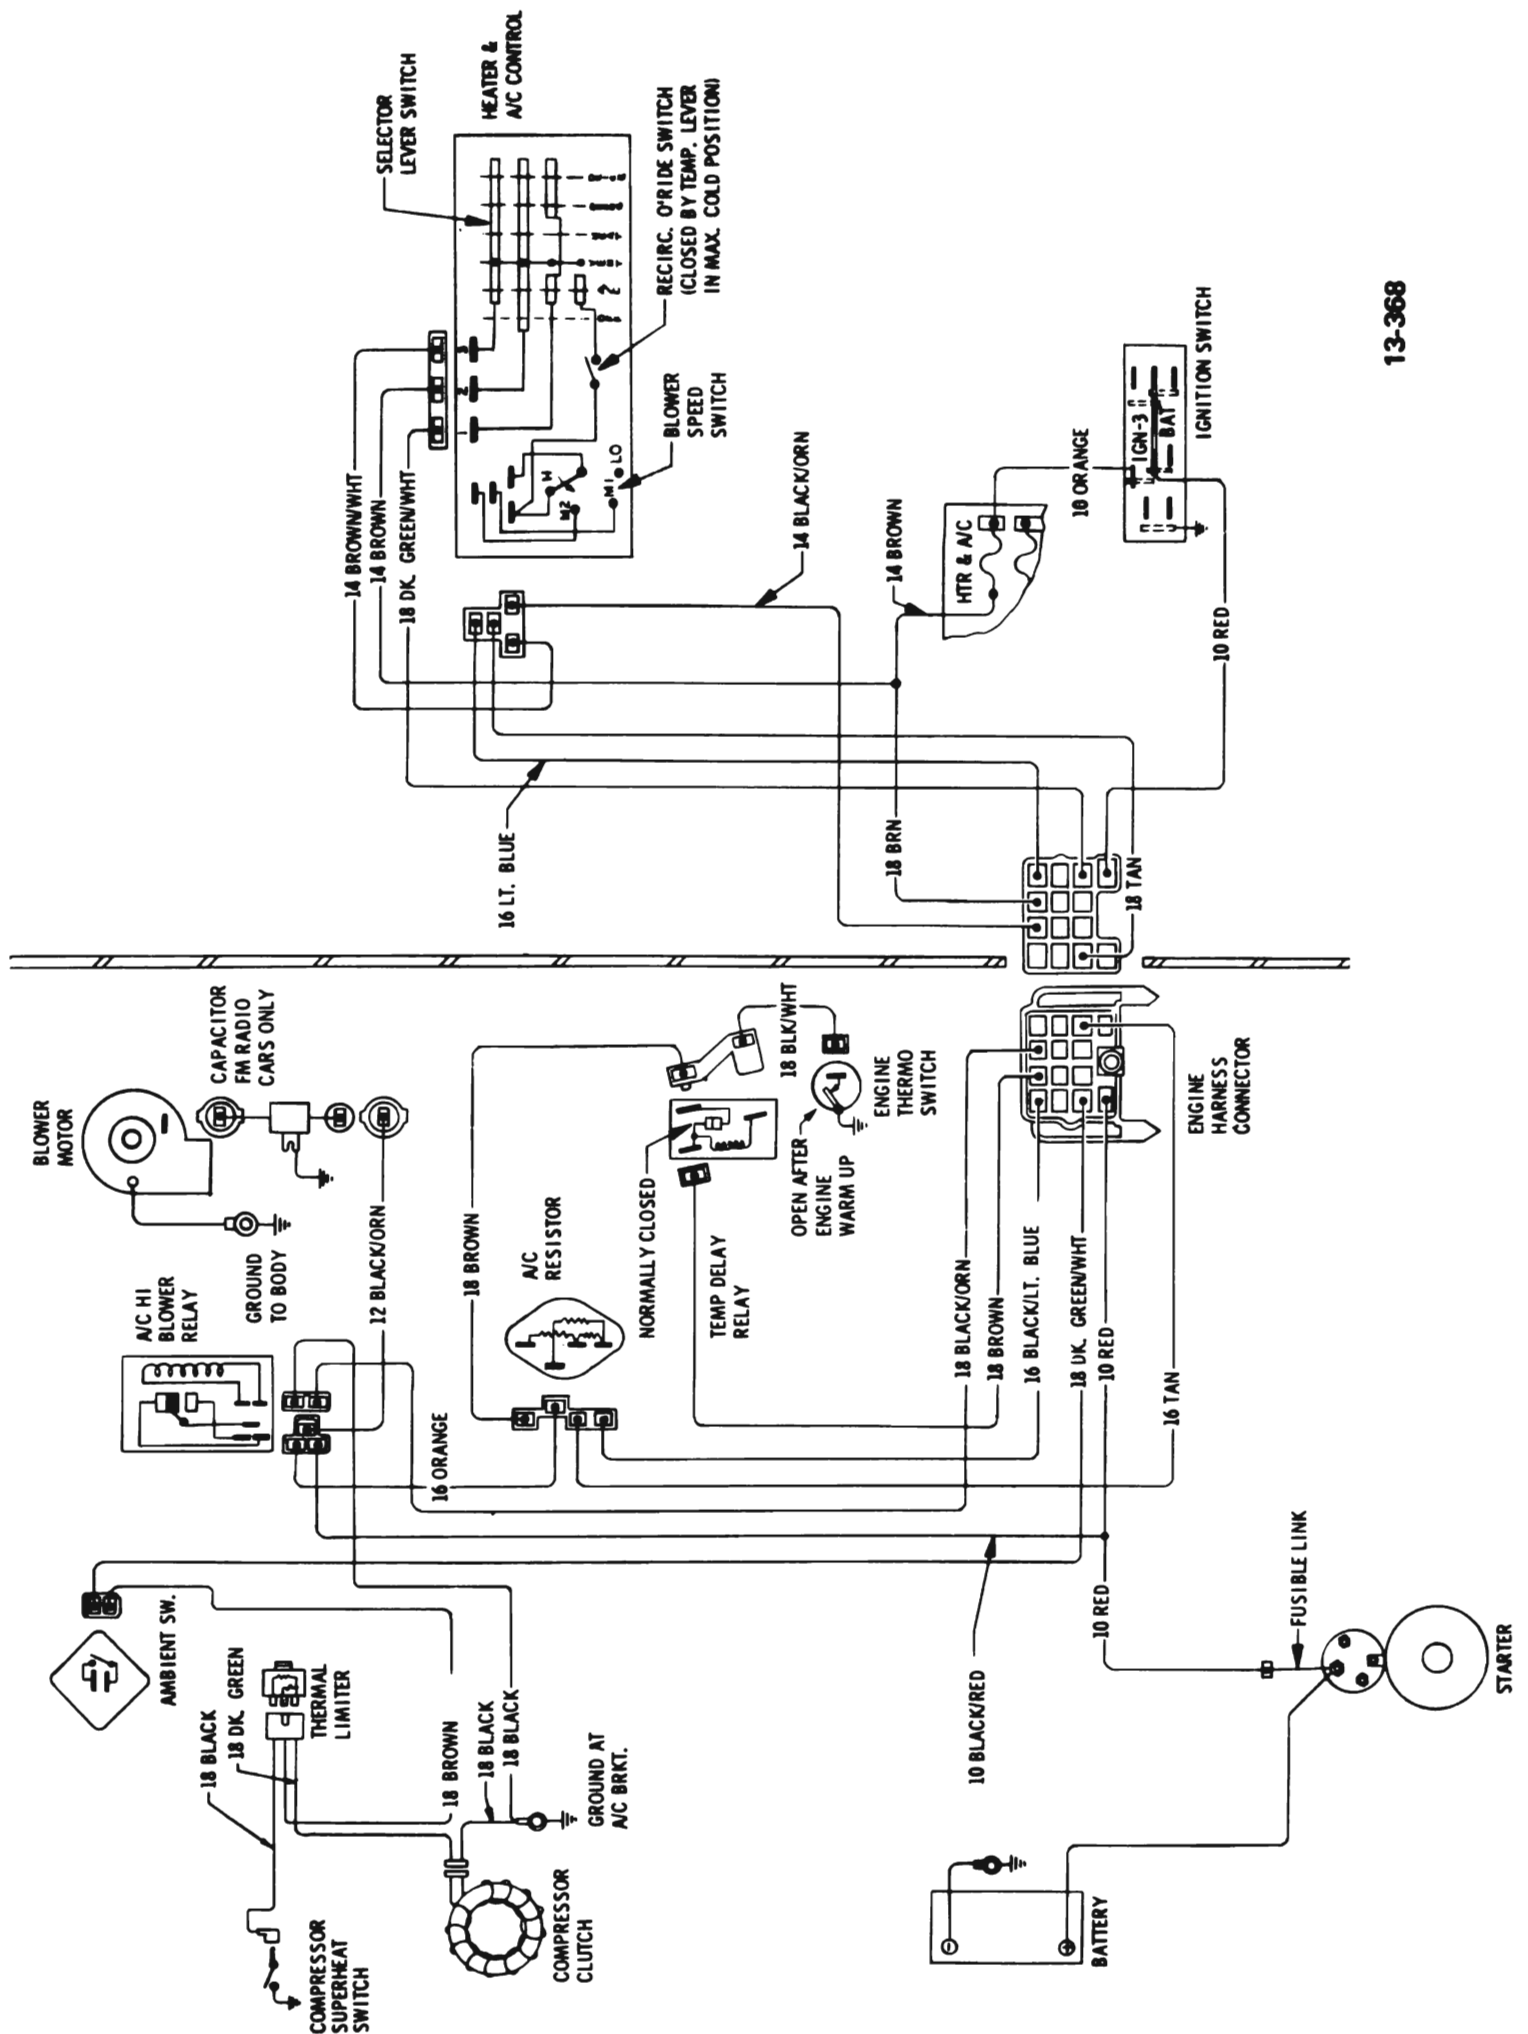 HEATER &
A/C CONTROL
SELECTOR
LEVER SWITCH
RECIRC. O'RIDE SWITCH
(CLOSED BY TEMP. LEVER
IN MAX. COLD POSITION)
BLOWER
SPEED
SWITCH
1
2
3
H
M2
M1
LO
14 BROWN/WHT
14 BROWN
18 DK. GREEN/WHT
14 BLACK/ORN
14 BROWN
HTR & A/C
10 ORANGE
IGN-3
BAT
IGNITION SWITCH
10 RED
13-368
16 LT. BLUE
18 BRN
18 TAN
BLOWER
MOTOR
CAPACITOR
FM RADIO
CARS ONLY
GROUND
TO BODY
A/C HI
BLOWER
RELAY
12 BLACK/ORN
18 BROWN
A/C
RESISTOR
NORMALLY CLOSED
TEMP DELAY
RELAY
18 BLK/WHT
OPEN AFTER
ENGINE
WARM UP
ENGINE
THERMO
SWITCH
ENGINE
HARNESS
CONNECTOR
18 BLACK/ORN
18 BROWN
16 BLACK/LT. BLUE
18 DK. GREEN/WHT
10 RED
16 TAN
16 ORANGE
AMBIENT SW.
18 BLACK
18 DK. GREEN
THERMAL
LIMITER
18 BROWN
18 BLACK
18 BLACK
GROUND AT
A/C BRKT.
COMPRESSOR
SUPERHEAT
SWITCH
COMPRESSOR
CLUTCH
10 BLACK/RED
10 RED
FUSIBLE LINK
BATTERY
STARTER